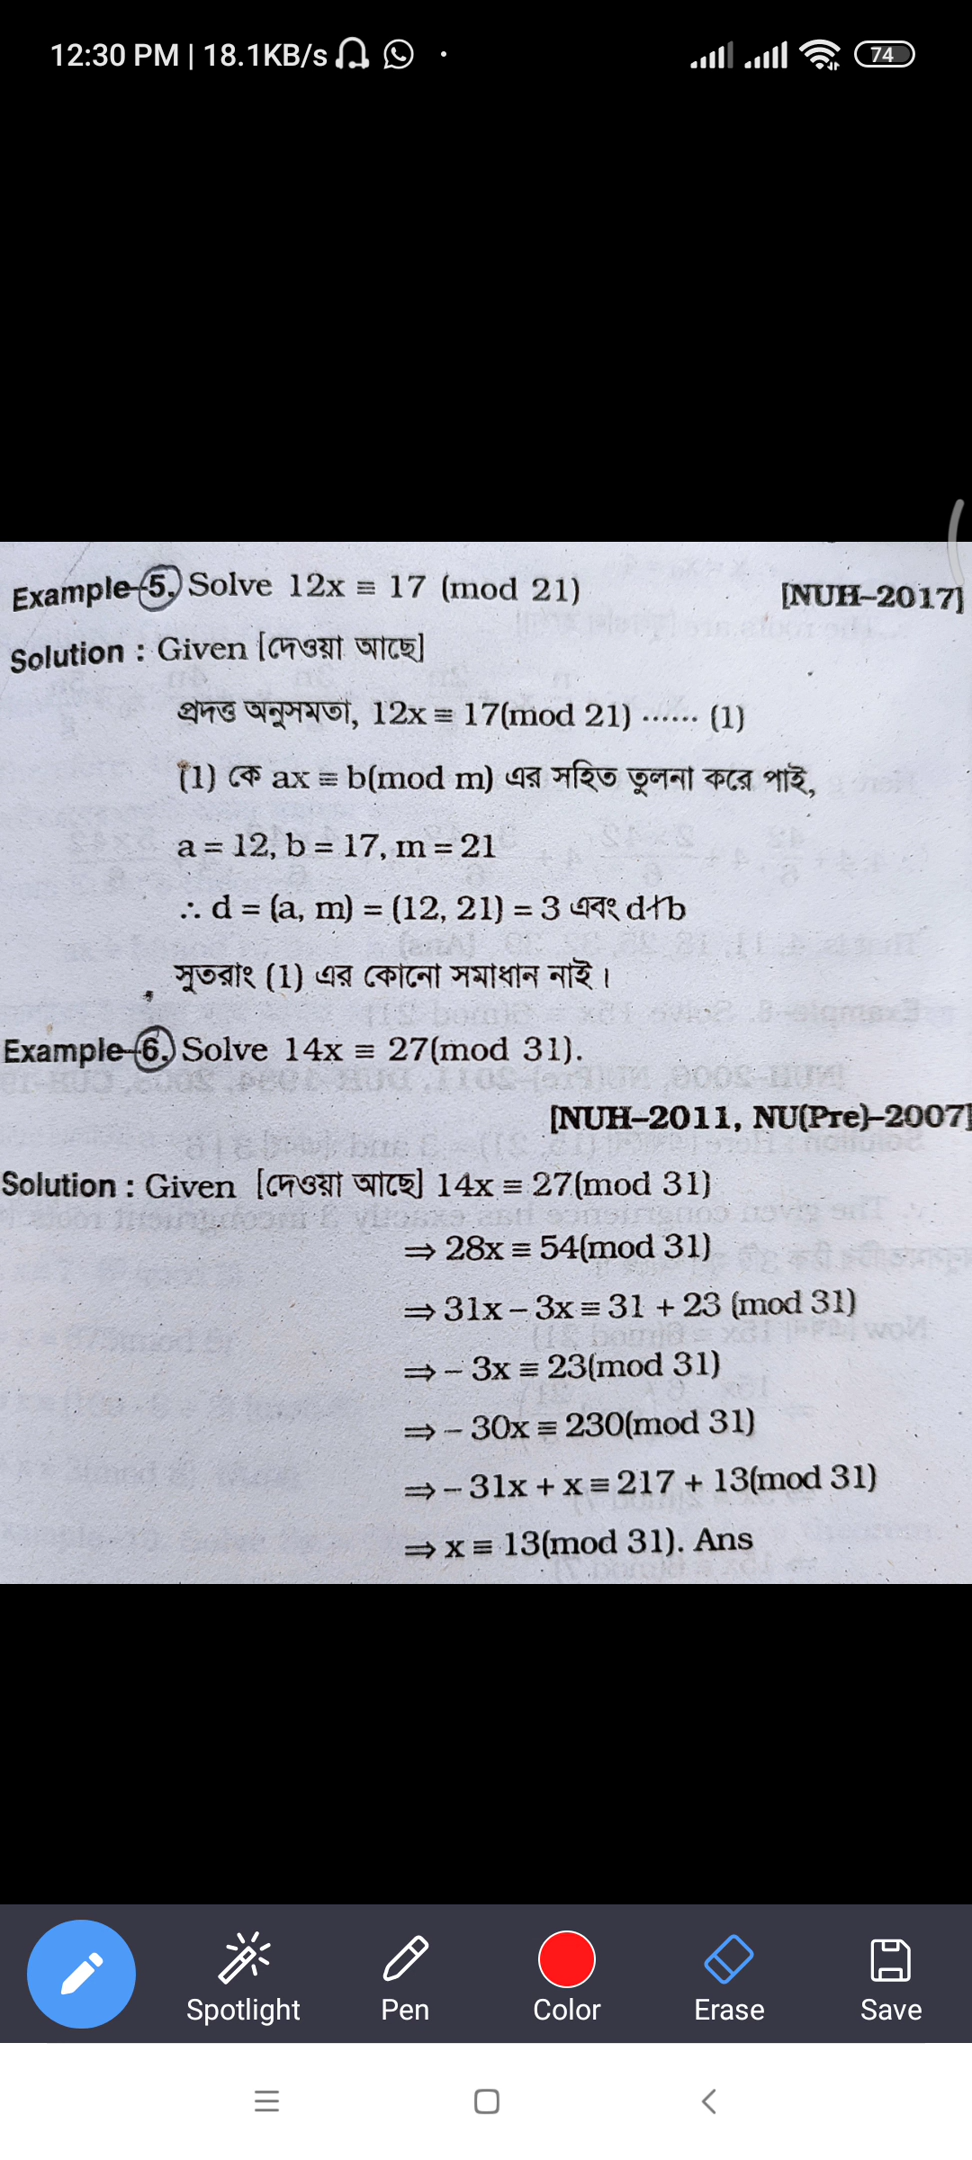 12:30 PM | 18.1KB/s
74
Example-5. Solve 12x ≡ 17 (mod 21)
[NUH–2017]
Solution : Given [দেওয়া আছে]
প্রদত্ত অনুসমতা, 12x ≡ 17(mod 21) ...... (1)
(1) কে ax ≡ b(mod m) এর সহিত তুলনা করে পাই,
a = 12, b = 17, m = 21
∴ d = (a, m) = (12, 21) = 3 এবং d∤b
সুতরাং (1) এর কোনো সমাধান নাই।
Example-6. Solve 14x ≡ 27(mod 31).
[NUH–2011, NU(Pre)–2007]
Solution : Given [দেওয়া আছে] 14x ≡ 27(mod 31)
⇒ 28x ≡ 54(mod 31)
⇒ 31x – 3x ≡ 31 + 23 (mod 31)
⇒ – 3x ≡ 23(mod 31)
⇒ – 30x ≡ 230(mod 31)
⇒ – 31x + x ≡ 217 + 13(mod 31)
⇒ x ≡ 13(mod 31). Ans
Spotlight Pen Color Erase Save